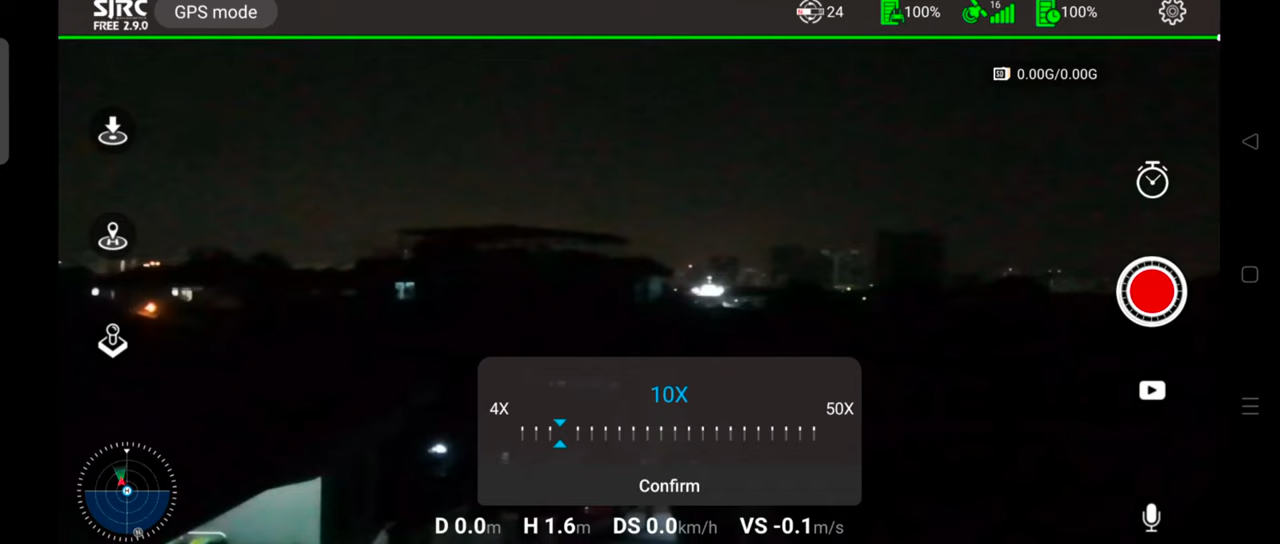 SJRC
FREE 2.9.0
GPS mode
24
100%
16
100%
SD
0.00G/0.00G
10X
4X
50X
Confirm
D 0.0m H 1.6m DS 0.0km/h VS -0.1m/s